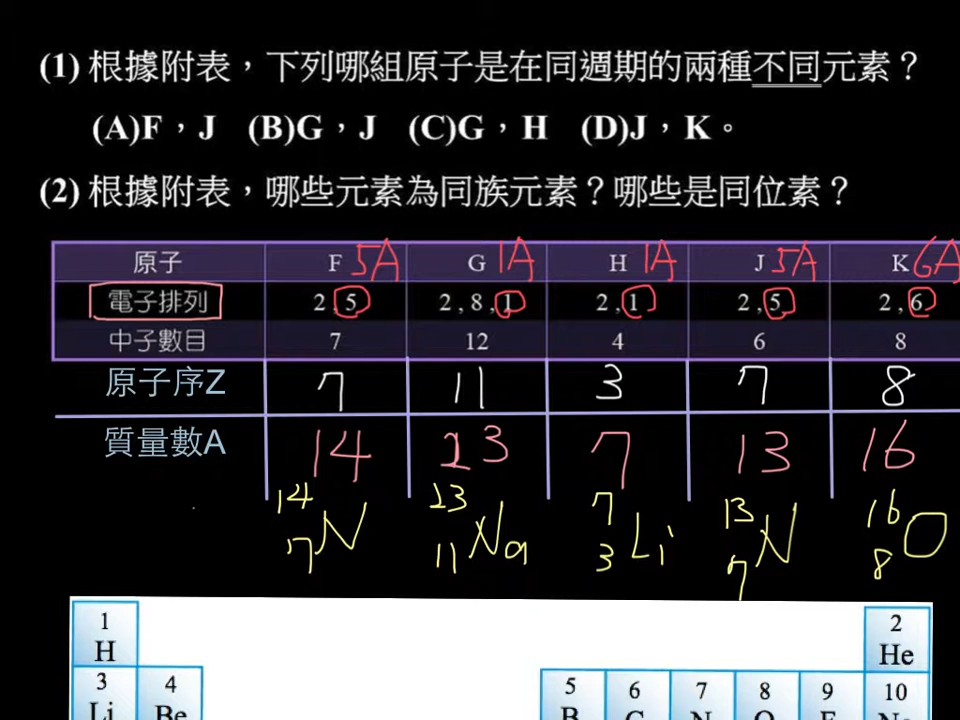 (1) 根據附表，下列哪組原子是在同週期的兩種不同元素？
(A)F，J (B)G，J (C)G，H (D)J，K。
(2) 根據附表，哪些元素為同族元素？哪些是同位素？
原子 F 5A G 1A H 1A J 5A K 6A
電子排列 2 , 5 2 , 8 , 1 2 , 1 2 , 5 2 , 6
中子數目 7 12 4 6 8
原子序Z 7 11 3 7 8
質量數A 14 23 7 13 16
14 7 N 23 11 Na 7 3 Li 13 7 N 16 8 O
1 2
H He
3 4 5 6 7 8 9 10
Li Be B C N O F Ne